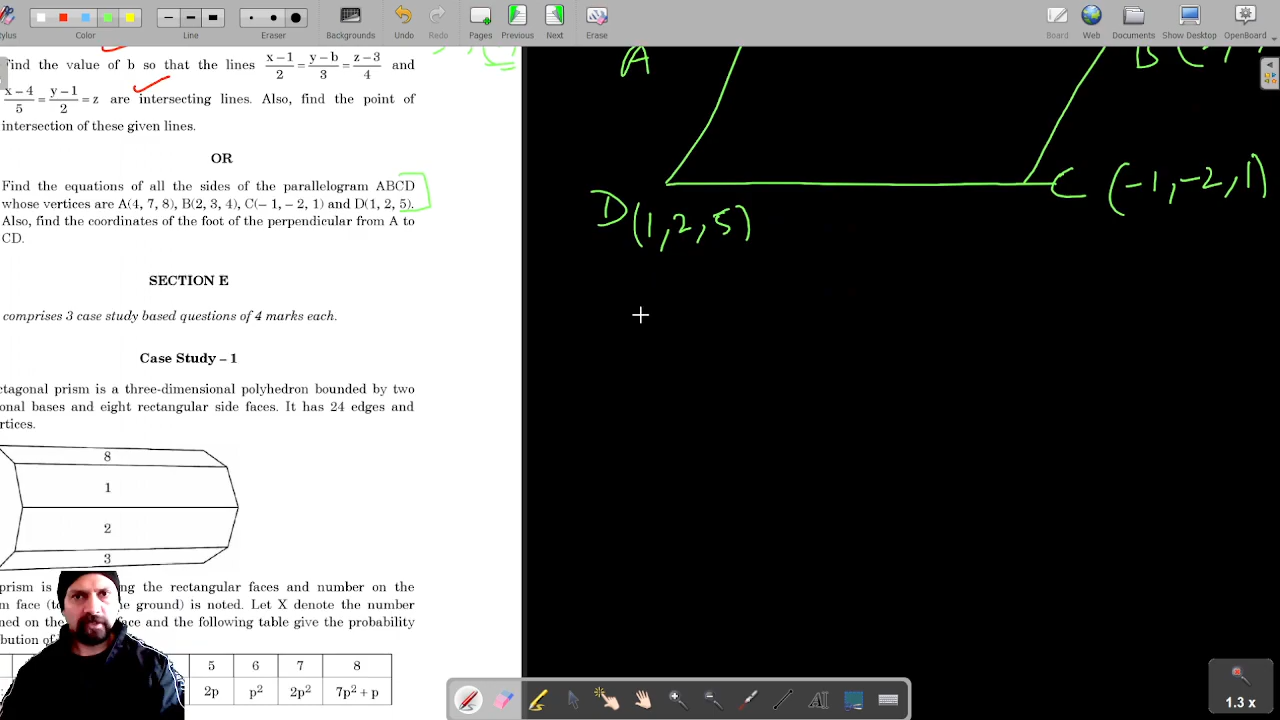 Stylus
Color
Line
Eraser
Backgrounds
Undo
Redo
Pages
Previous
Next
Erase
Board
Web
Documents
Show Desktop
OpenBoard
Find the value of b so that the lines x−1/2 = y−b/3 = z−3/4 and
x−4/5 = y−1/2 = z are intersecting lines. Also, find the point of
intersection of these given lines.
OR
Find the equations of all the sides of the parallelogram ABCD
whose vertices are A(4, 7, 8), B(2, 3, 4), C(− 1, − 2, 1) and D(1, 2, 5).
Also, find the coordinates of the foot of the perpendicular from A to
CD.
SECTION E
comprises 3 case study based questions of 4 marks each.
Case Study – 1
ctagonal prism is a three-dimensional polyhedron bounded by two
onal bases and eight rectangular side faces. It has 24 edges and
rtices.
8
1
2
3
prism is ng the rectangular faces and number on the
m face (to he ground) is noted. Let X denote the number
ned on the face and the following table give the probability
bution of
5 6 7 8
2p p² 2p² 7p² + p
A
B
D (1, 2, 5)
C (−1, −2, 1)
1.3 x